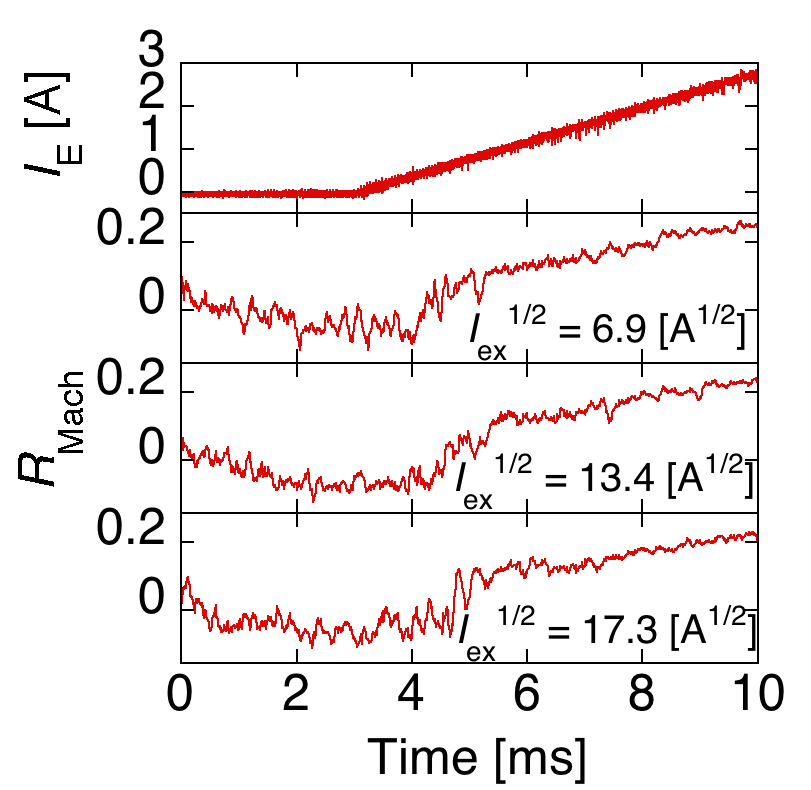 3
2
1
0
I_E [A]
0.2
0
I_ex^1/2 = 6.9 [A^1/2]
0.2
0
I_ex^1/2 = 13.4 [A^1/2]
R_Mach
0.2
0
I_ex^1/2 = 17.3 [A^1/2]
0 2 4 6 8 10
Time [ms]